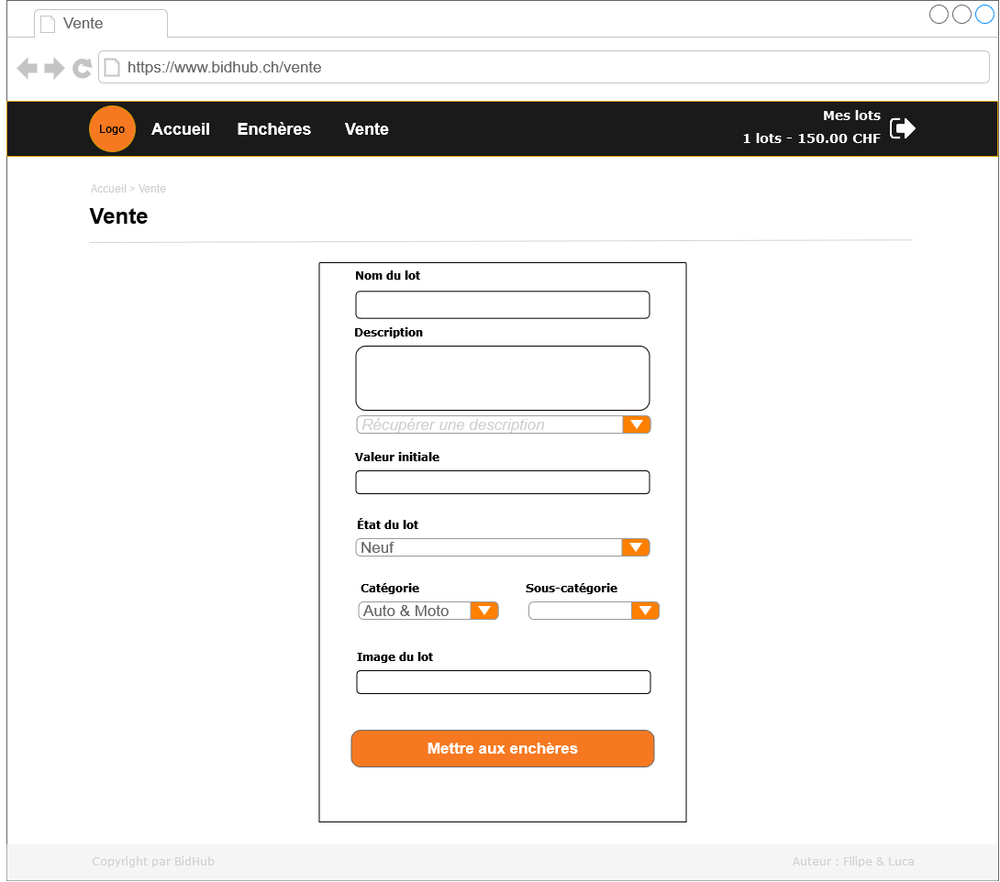 Vente
https://www.bidhub.ch/vente
Logo
Accueil
Enchères
Vente
Mes lots
1 lots - 150.00 CHF
Accueil > Vente
Vente
Nom du lot
Description
Récupérer une description
Valeur initiale
État du lot
Neuf
Catégorie
Sous-catégorie
Auto & Moto
Image du lot
Mettre aux enchères
Copyright par BidHub
Auteur : Filipe & Luca